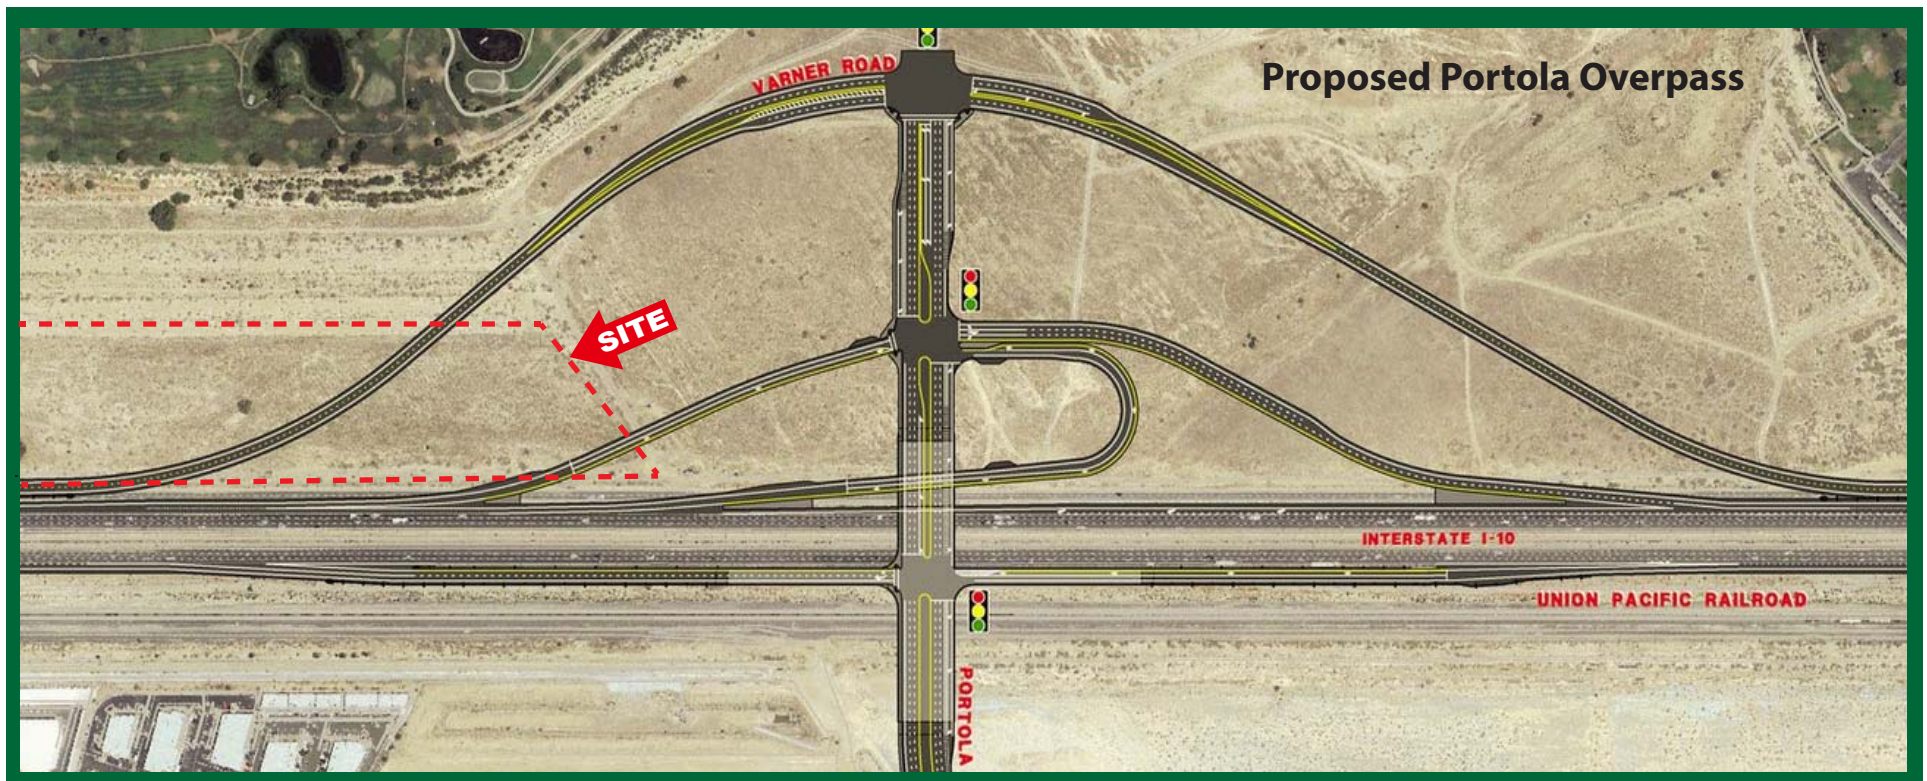 VARNER ROAD
Proposed Portola Overpass
SITE
INTERSTATE I-10
UNION PACIFIC RAILROAD
PORTOLA